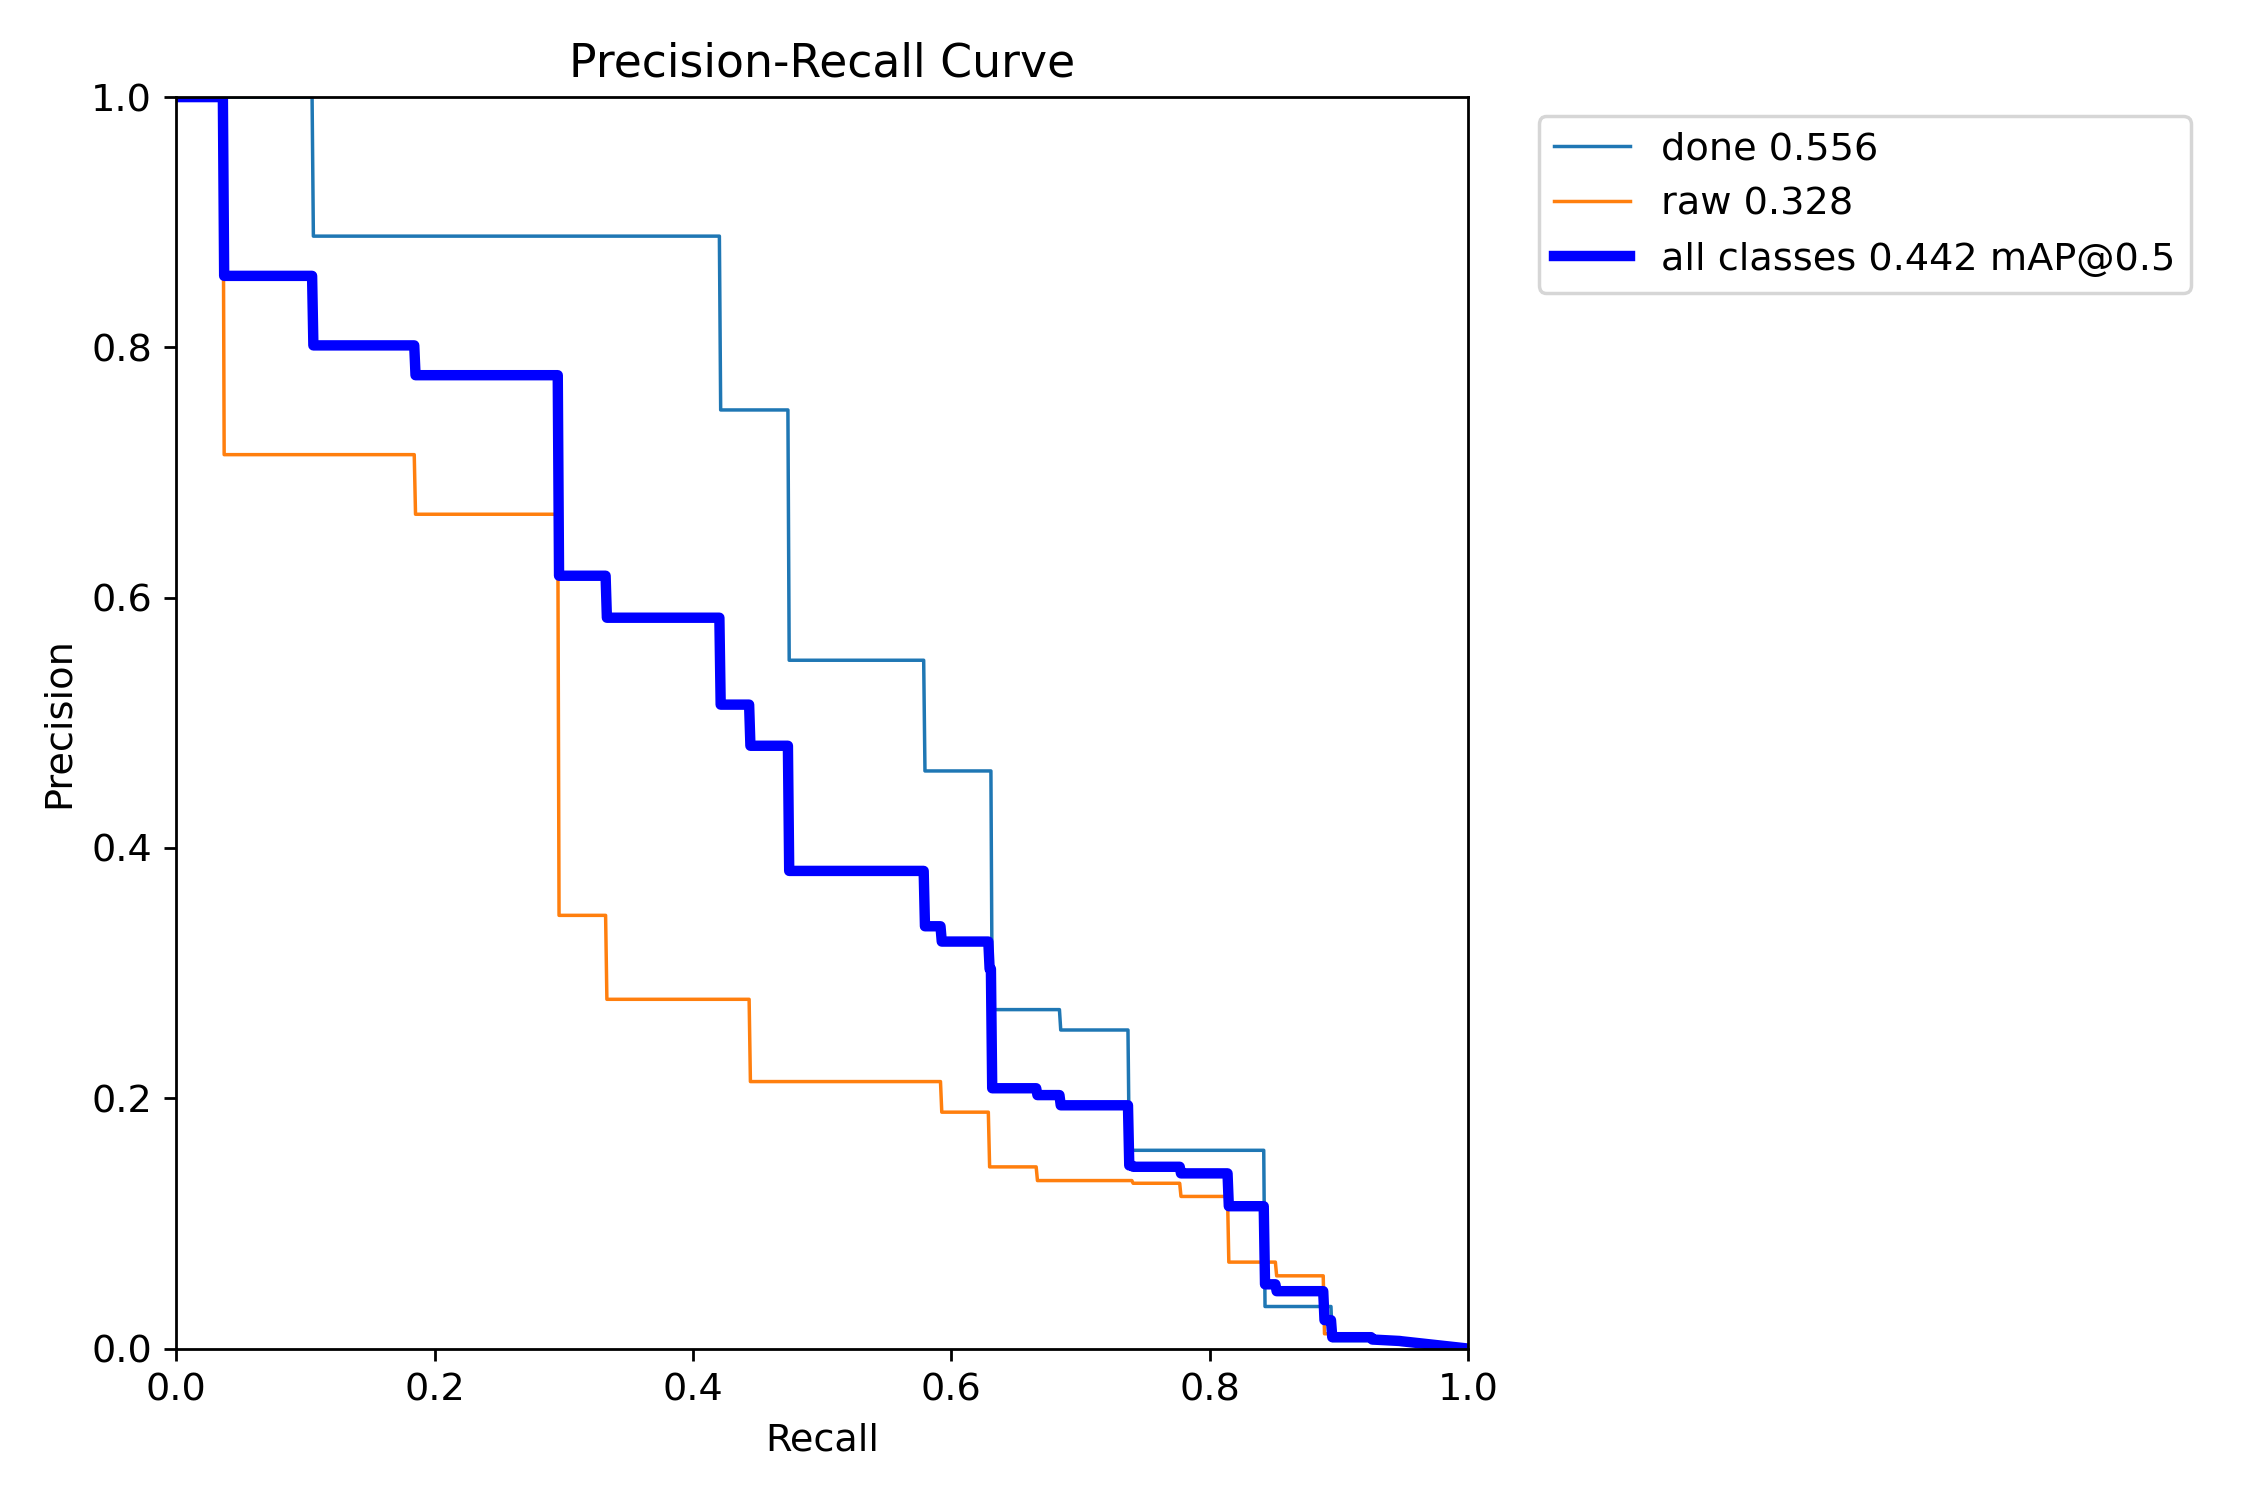 Precision-Recall Curve
done 0.556
raw 0.328
all classes 0.442 mAP@0.5
Precision
1.0
0.8
0.6
0.4
0.2
0.0
0.0 0.2 0.4 0.6 0.8 1.0
Recall